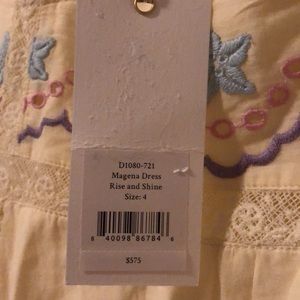 D1080-721
Magena Dress
Rise and Shine
Size: 4
6 40098 86784 6
$575